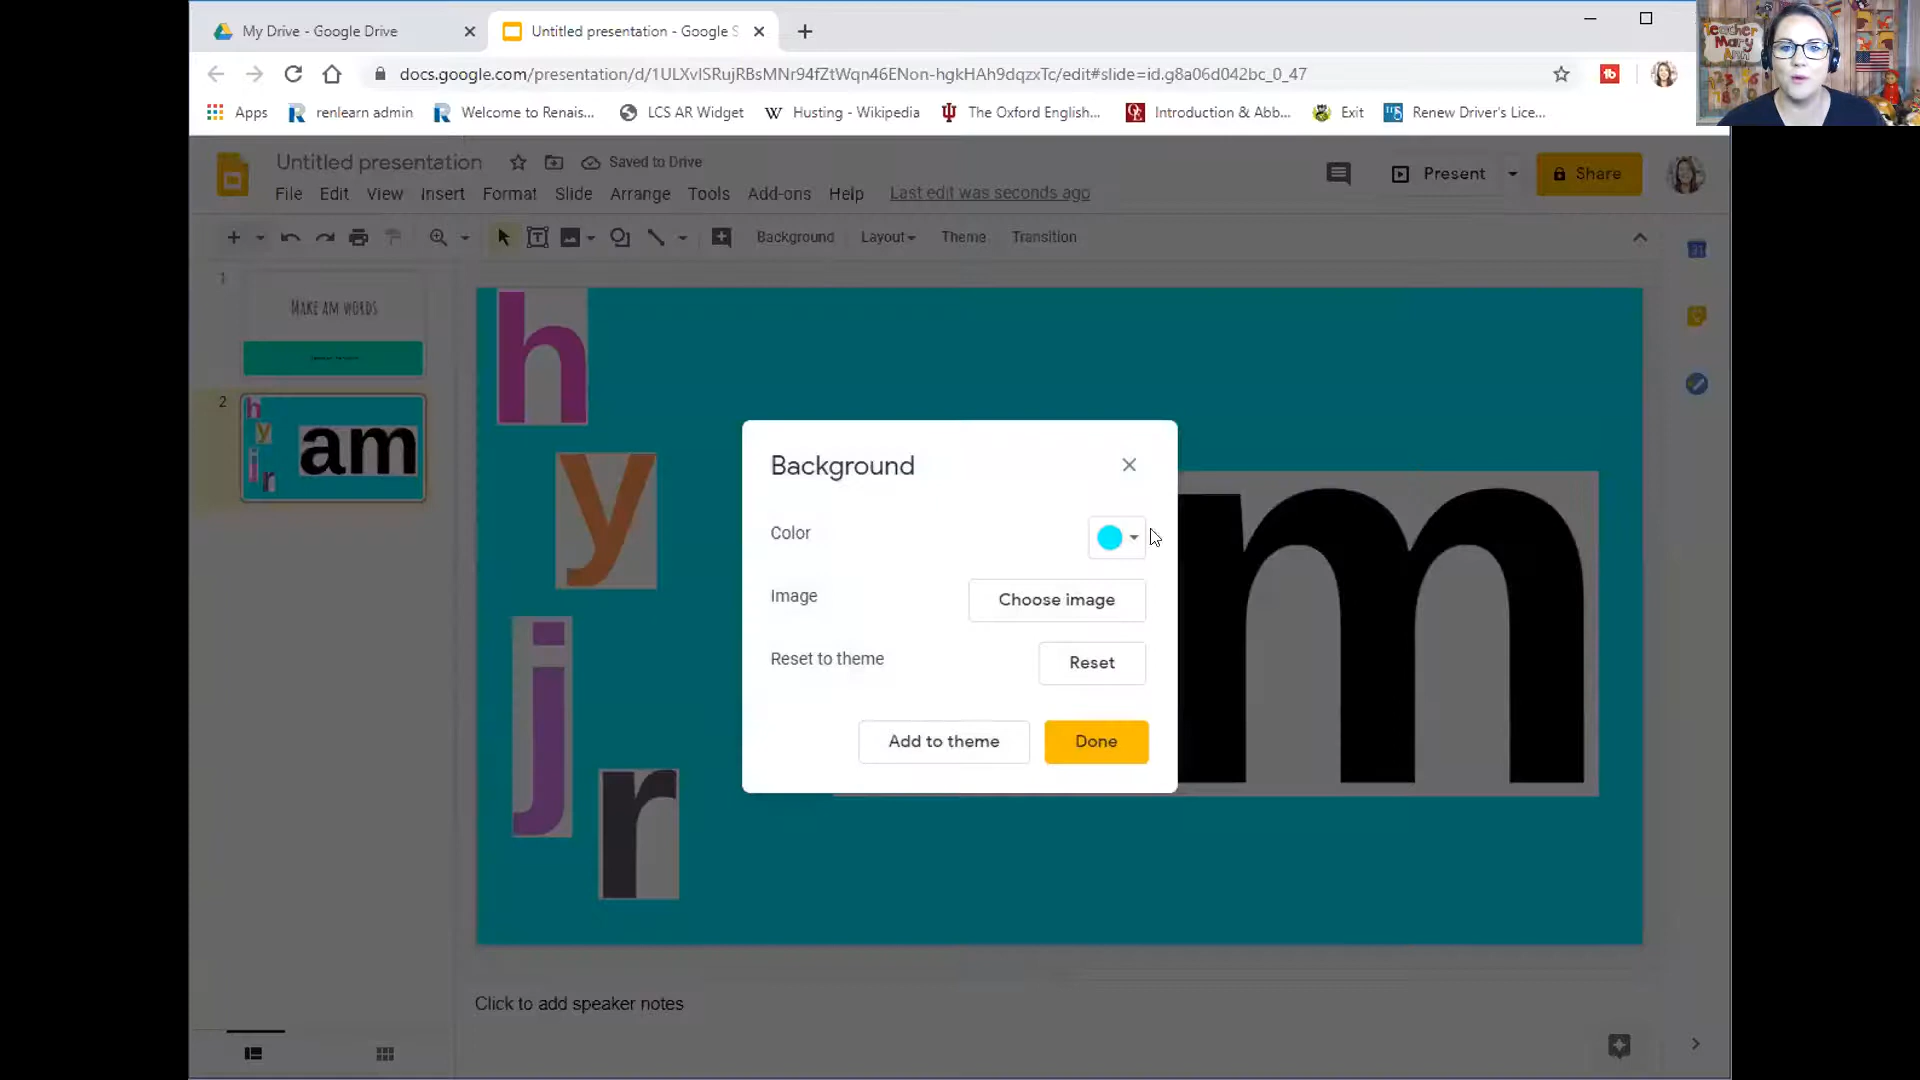 My Drive - Google Drive
Untitled presentation - Google S
docs.google.com/presentation/d/1ULXvISRujRBsMNr94fZtWqn46ENon-hgkHAh9dqzxTc/edit#slide=id.g8a06d042bc_0_47
Apps
renlearn admin
Welcome to Renais...
LCS AR Widget
Husting - Wikipedia
The Oxford English...
Introduction & Abb...
Exit
Renew Driver's Lice...
Teacher
Mary
Ann
Untitled presentation
Saved to Drive
File Edit View Insert Format Slide Arrange Tools Add-ons Help
Last edit was seconds ago
Present
Share
Background Layout Theme Transition
1
MAKE AM WORDS
2
h
y
j
r
am
h
y
j
r
m
Background
Color
Image
Choose image
Reset to theme
Reset
Add to theme
Done
Click to add speaker notes